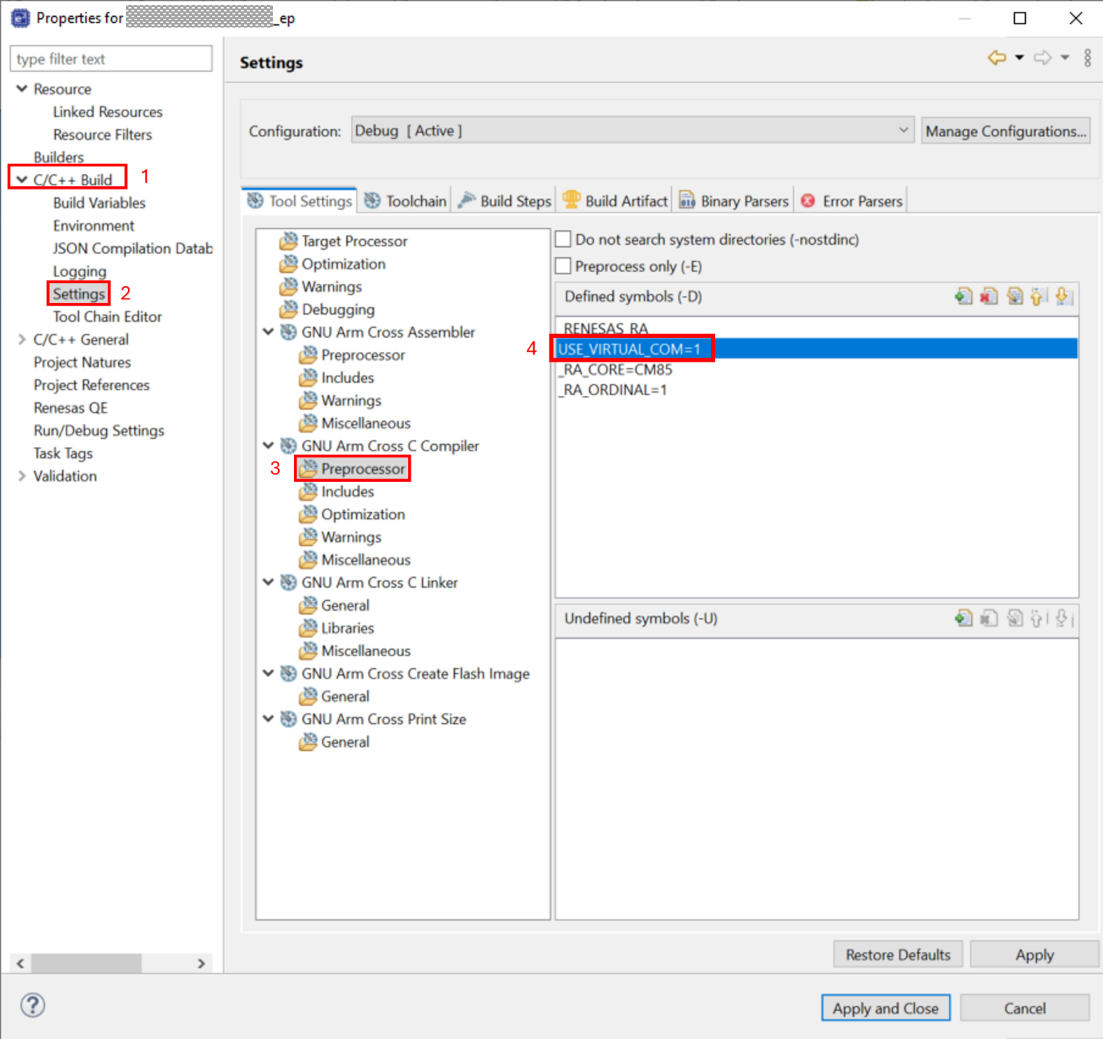 Properties for _ep
type filter text
Resource
Linked Resources
Resource Filters
Builders
C/C++ Build 1
Build Variables
Environment
JSON Compilation Datab
Logging
Settings 2
Tool Chain Editor
C/C++ General
Project Natures
Project References
Renesas QE
Run/Debug Settings
Task Tags
Validation
Settings
Configuration: Debug [ Active ] Manage Configurations...
Tool Settings Toolchain Build Steps Build Artifact Binary Parsers Error Parsers
Target Processor
Optimization
Warnings
Debugging
GNU Arm Cross Assembler
Preprocessor
Includes
Warnings
Miscellaneous
GNU Arm Cross C Compiler
3 Preprocessor
Includes
Optimization
Warnings
Miscellaneous
GNU Arm Cross C Linker
General
Libraries
Miscellaneous
GNU Arm Cross Create Flash Image
General
GNU Arm Cross Print Size
General
Do not search system directories (-nostdinc)
Preprocess only (-E)
Defined symbols (-D)
_RENESAS_RA_
4 USE_VIRTUAL_COM=1
_RA_CORE=CM85
_RA_ORDINAL=1
Undefined symbols (-U)
Restore Defaults Apply
Apply and Close Cancel